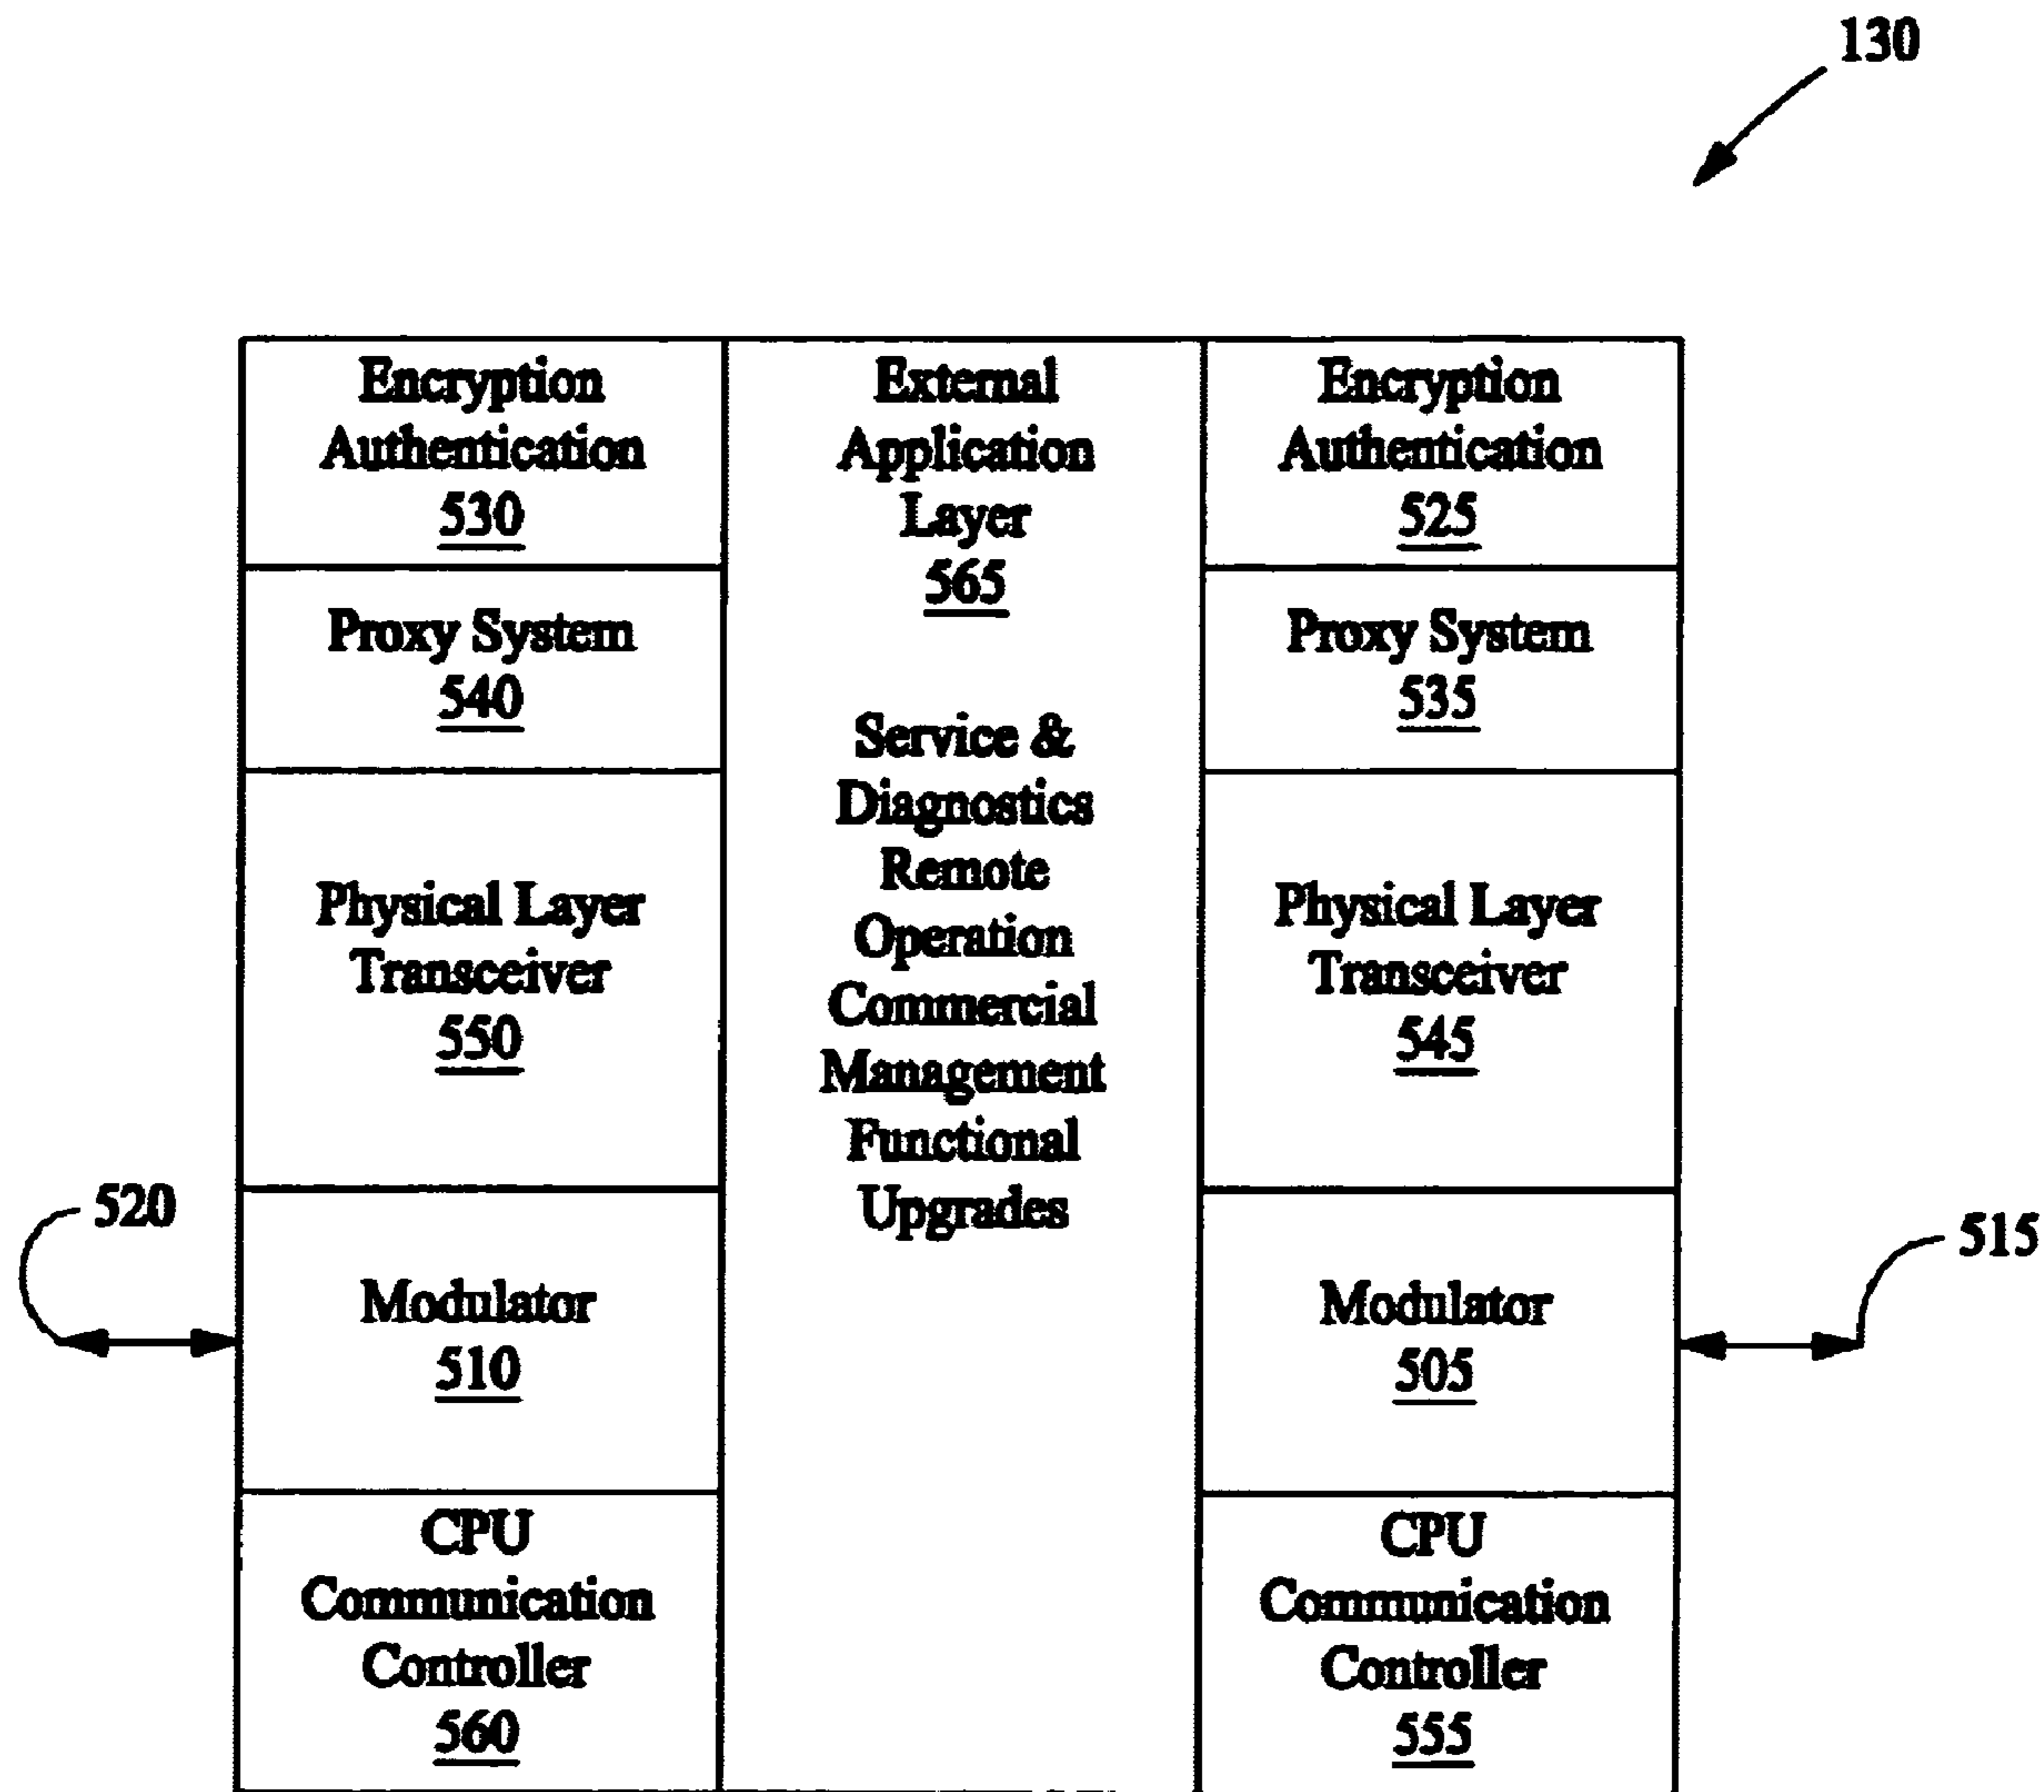 130
Encryption
Authentication
530
Proxy System
540
Physical Layer
Transceiver
550
520
Modulator
510
CPU
Communication
Controller
560
External
Application
Layer
565
Service &
Diagnostics
Remote
Operation
Commercial
Management
Functional
Upgrades
Encryption
Authentication
525
Proxy System
535
Physical Layer
Transceiver
545
Modulator
505
515
CPU
Communication
Controller
555